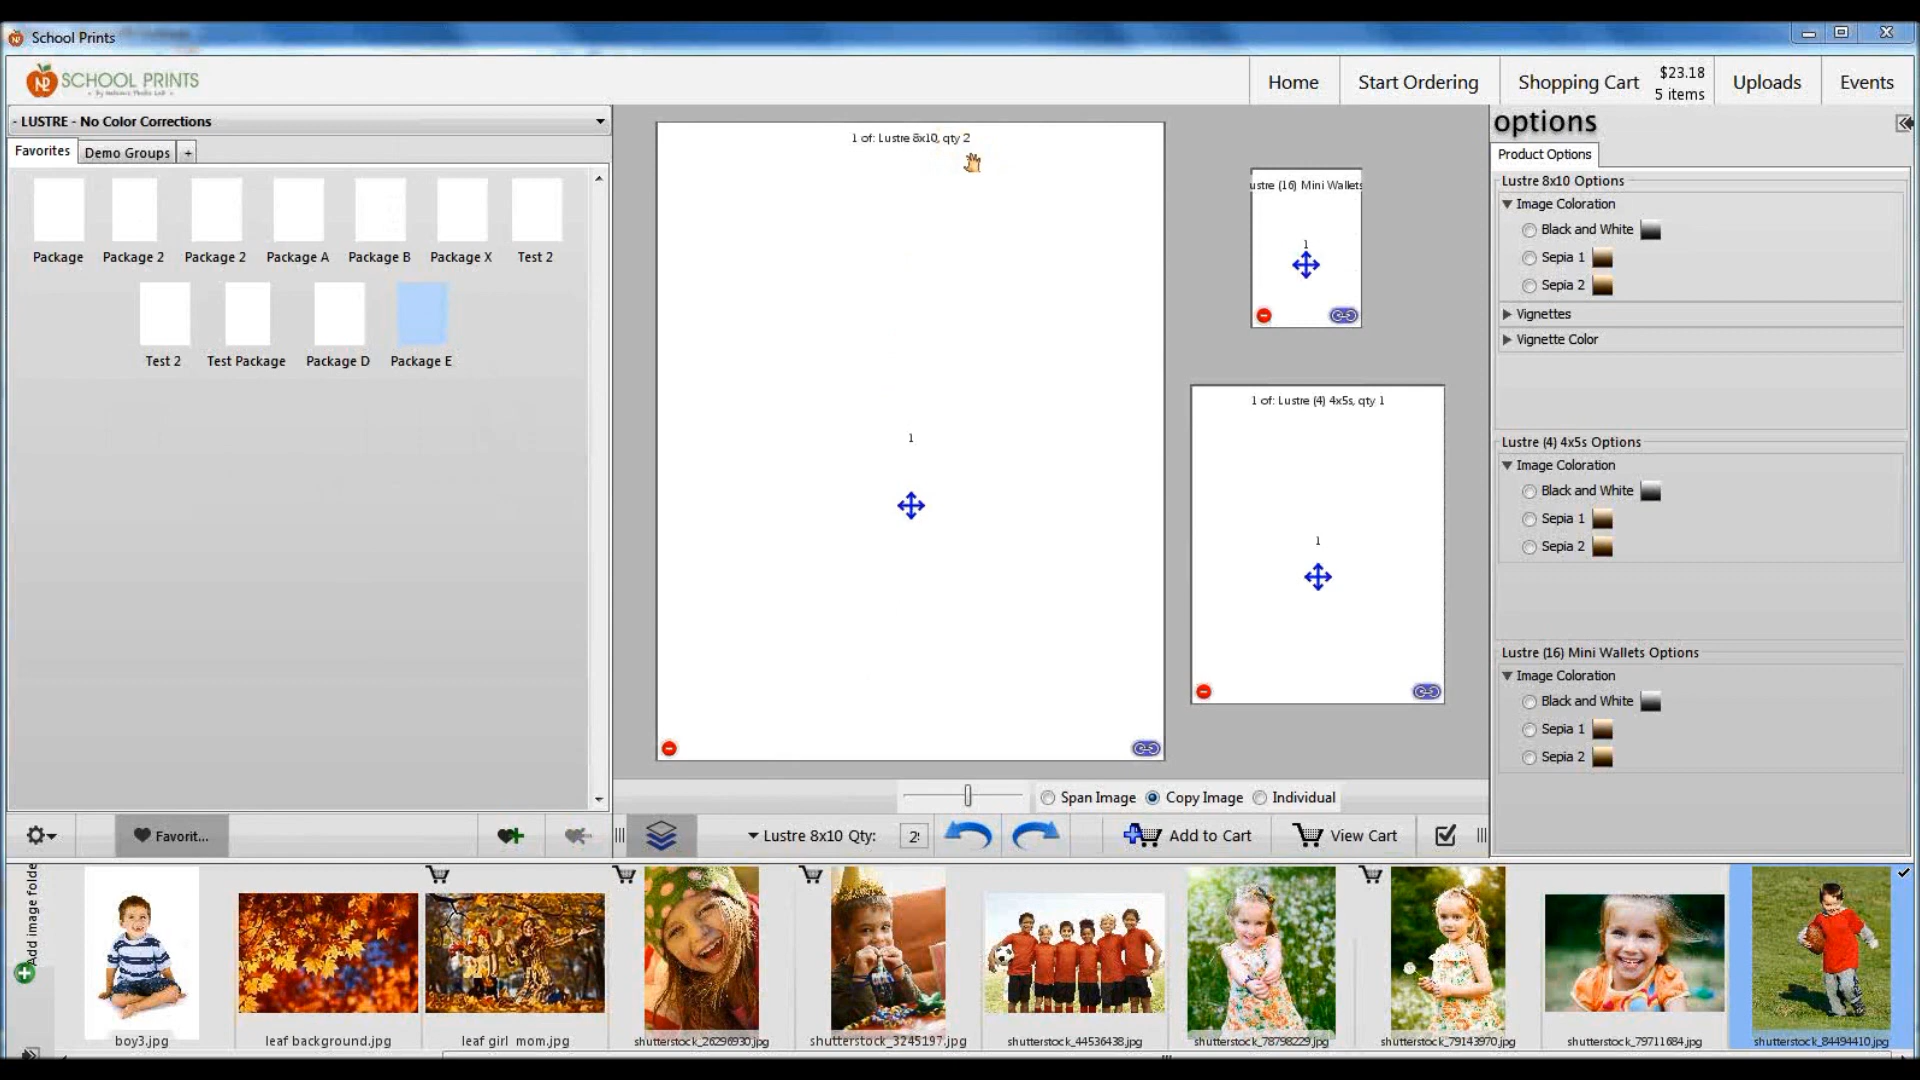 School Prints
SCHOOL PRINTS
Home
Start Ordering
Shopping Cart
$23.18
5 items
Uploads
Events
- LUSTRE - No Color Corrections
Favorites
Demo Groups
+
Package
Package 2
Package 2
Package A
Package B
Package X
Test 2
Test 2
Test Package
Package D
Package E
1 of: Lustre 8x10, qty 2
1
ustre (16) Mini Wallets
1
1 of: Lustre (4) 4x5s, qty 1
1
options
Product Options
Lustre 8x10 Options
Image Coloration
Black and White
Sepia 1
Sepia 2
Vignettes
Vignette Color
Lustre (4) 4x5s Options
Image Coloration
Black and White
Sepia 1
Sepia 2
Lustre (16) Mini Wallets Options
Image Coloration
Black and White
Sepia 1
Sepia 2
Span Image
Copy Image
Individual
Favorit...
Lustre 8x10 Qty:
2
Add to Cart
View Cart
Add image folde
boy3.jpg
leaf background.jpg
leaf girl mom.jpg
shutterstock_26296930.jpg
shutterstock_3245197.jpg
shutterstock_44536438.jpg
shutterstock_78798229.jpg
shutterstock_79143970.jpg
shutterstock_79711684.jpg
shutterstock_84494410.jpg